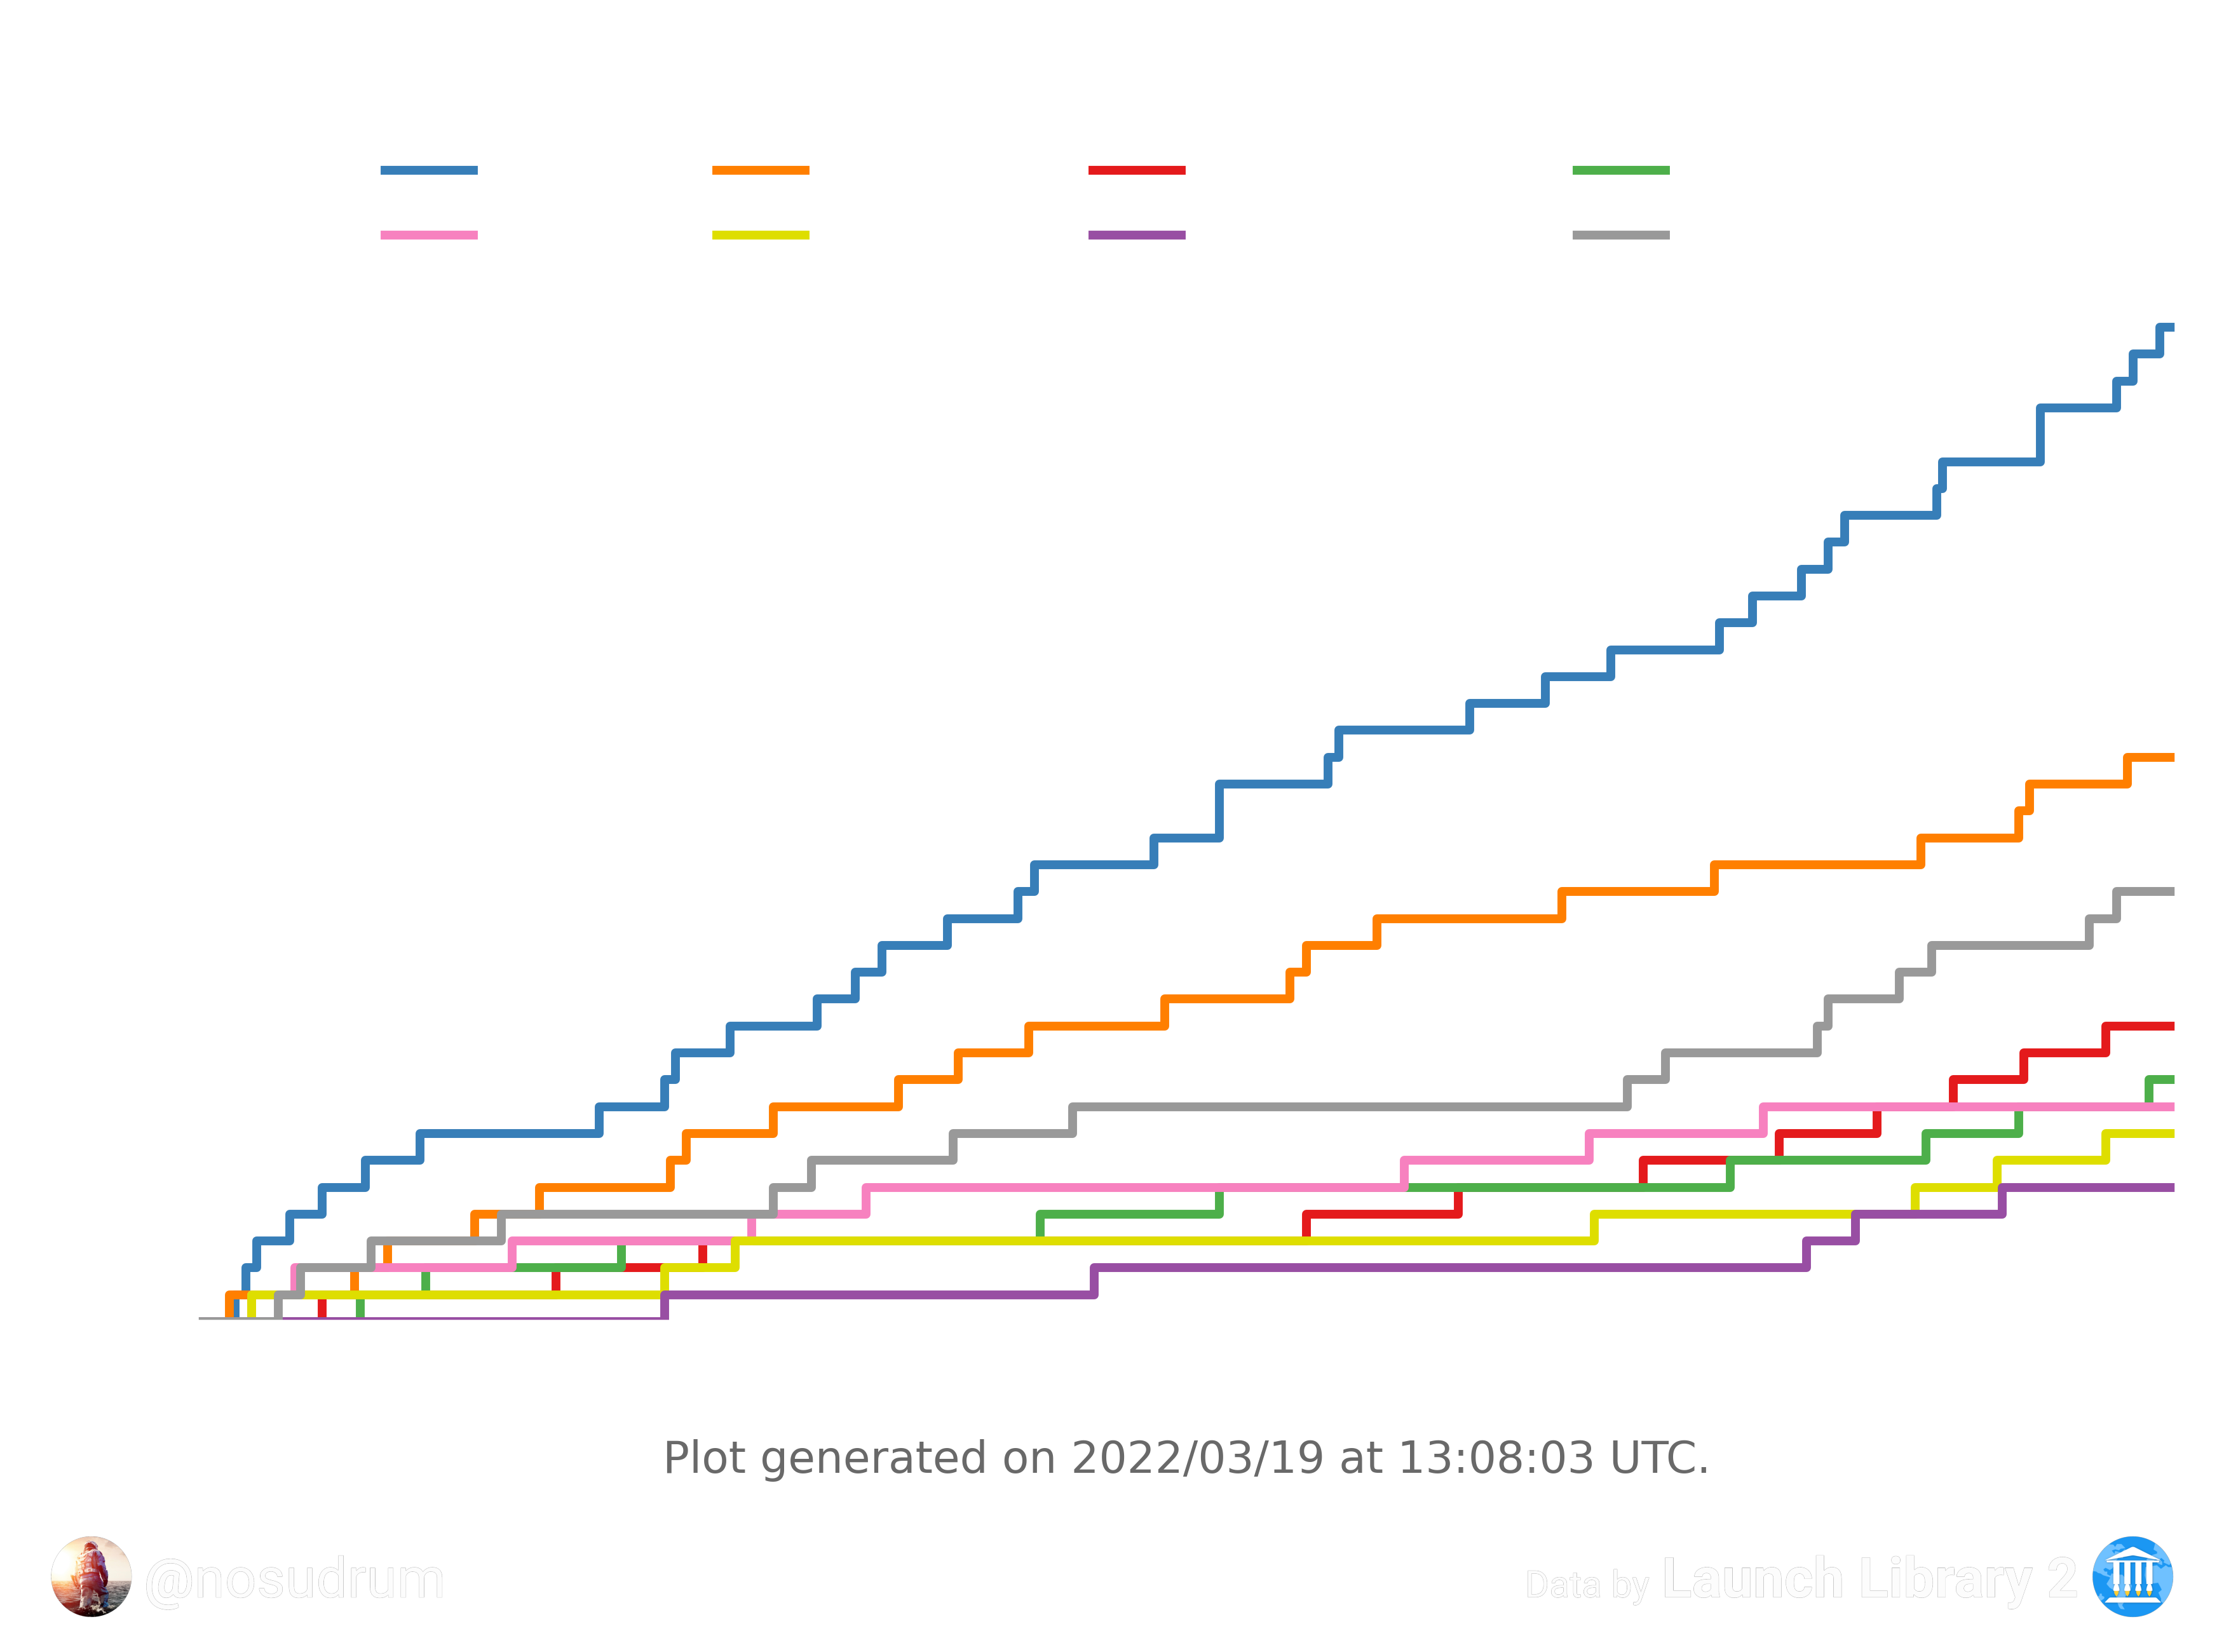 Plot generated on 2022/03/19 at 13:08:03 UTC.
@nosudrum
Data by Launch Library 2